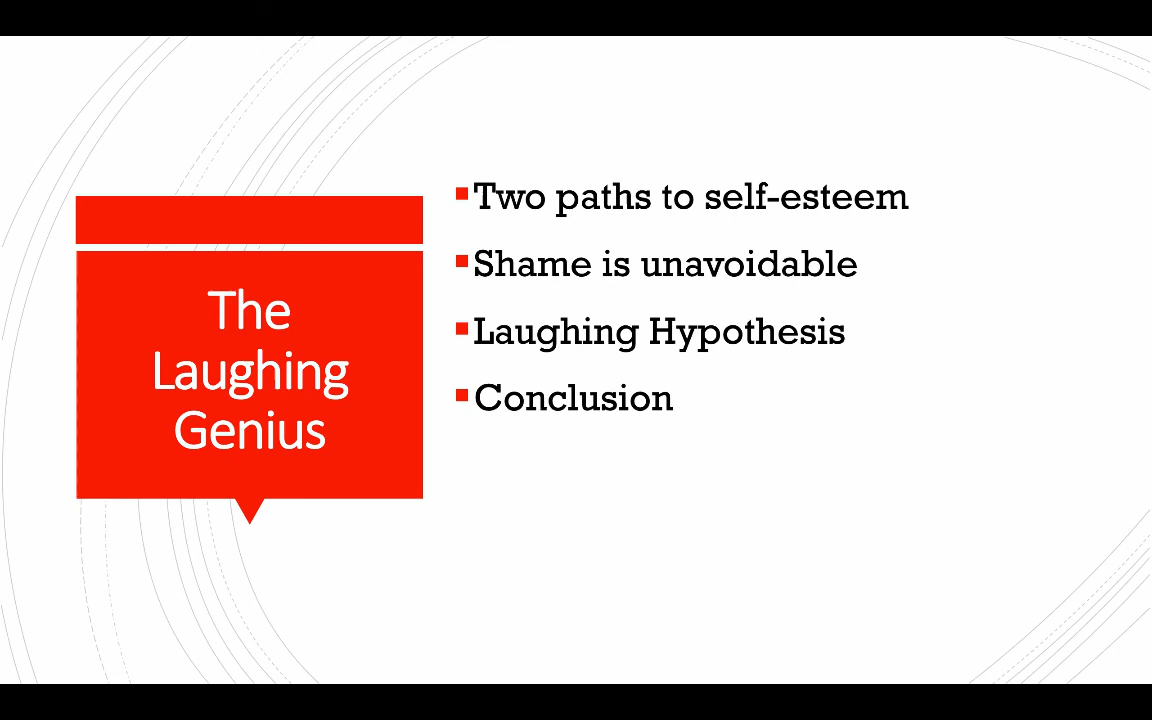 The
Laughing
Genius
Two paths to self-esteem
Shame is unavoidable
Laughing Hypothesis
Conclusion